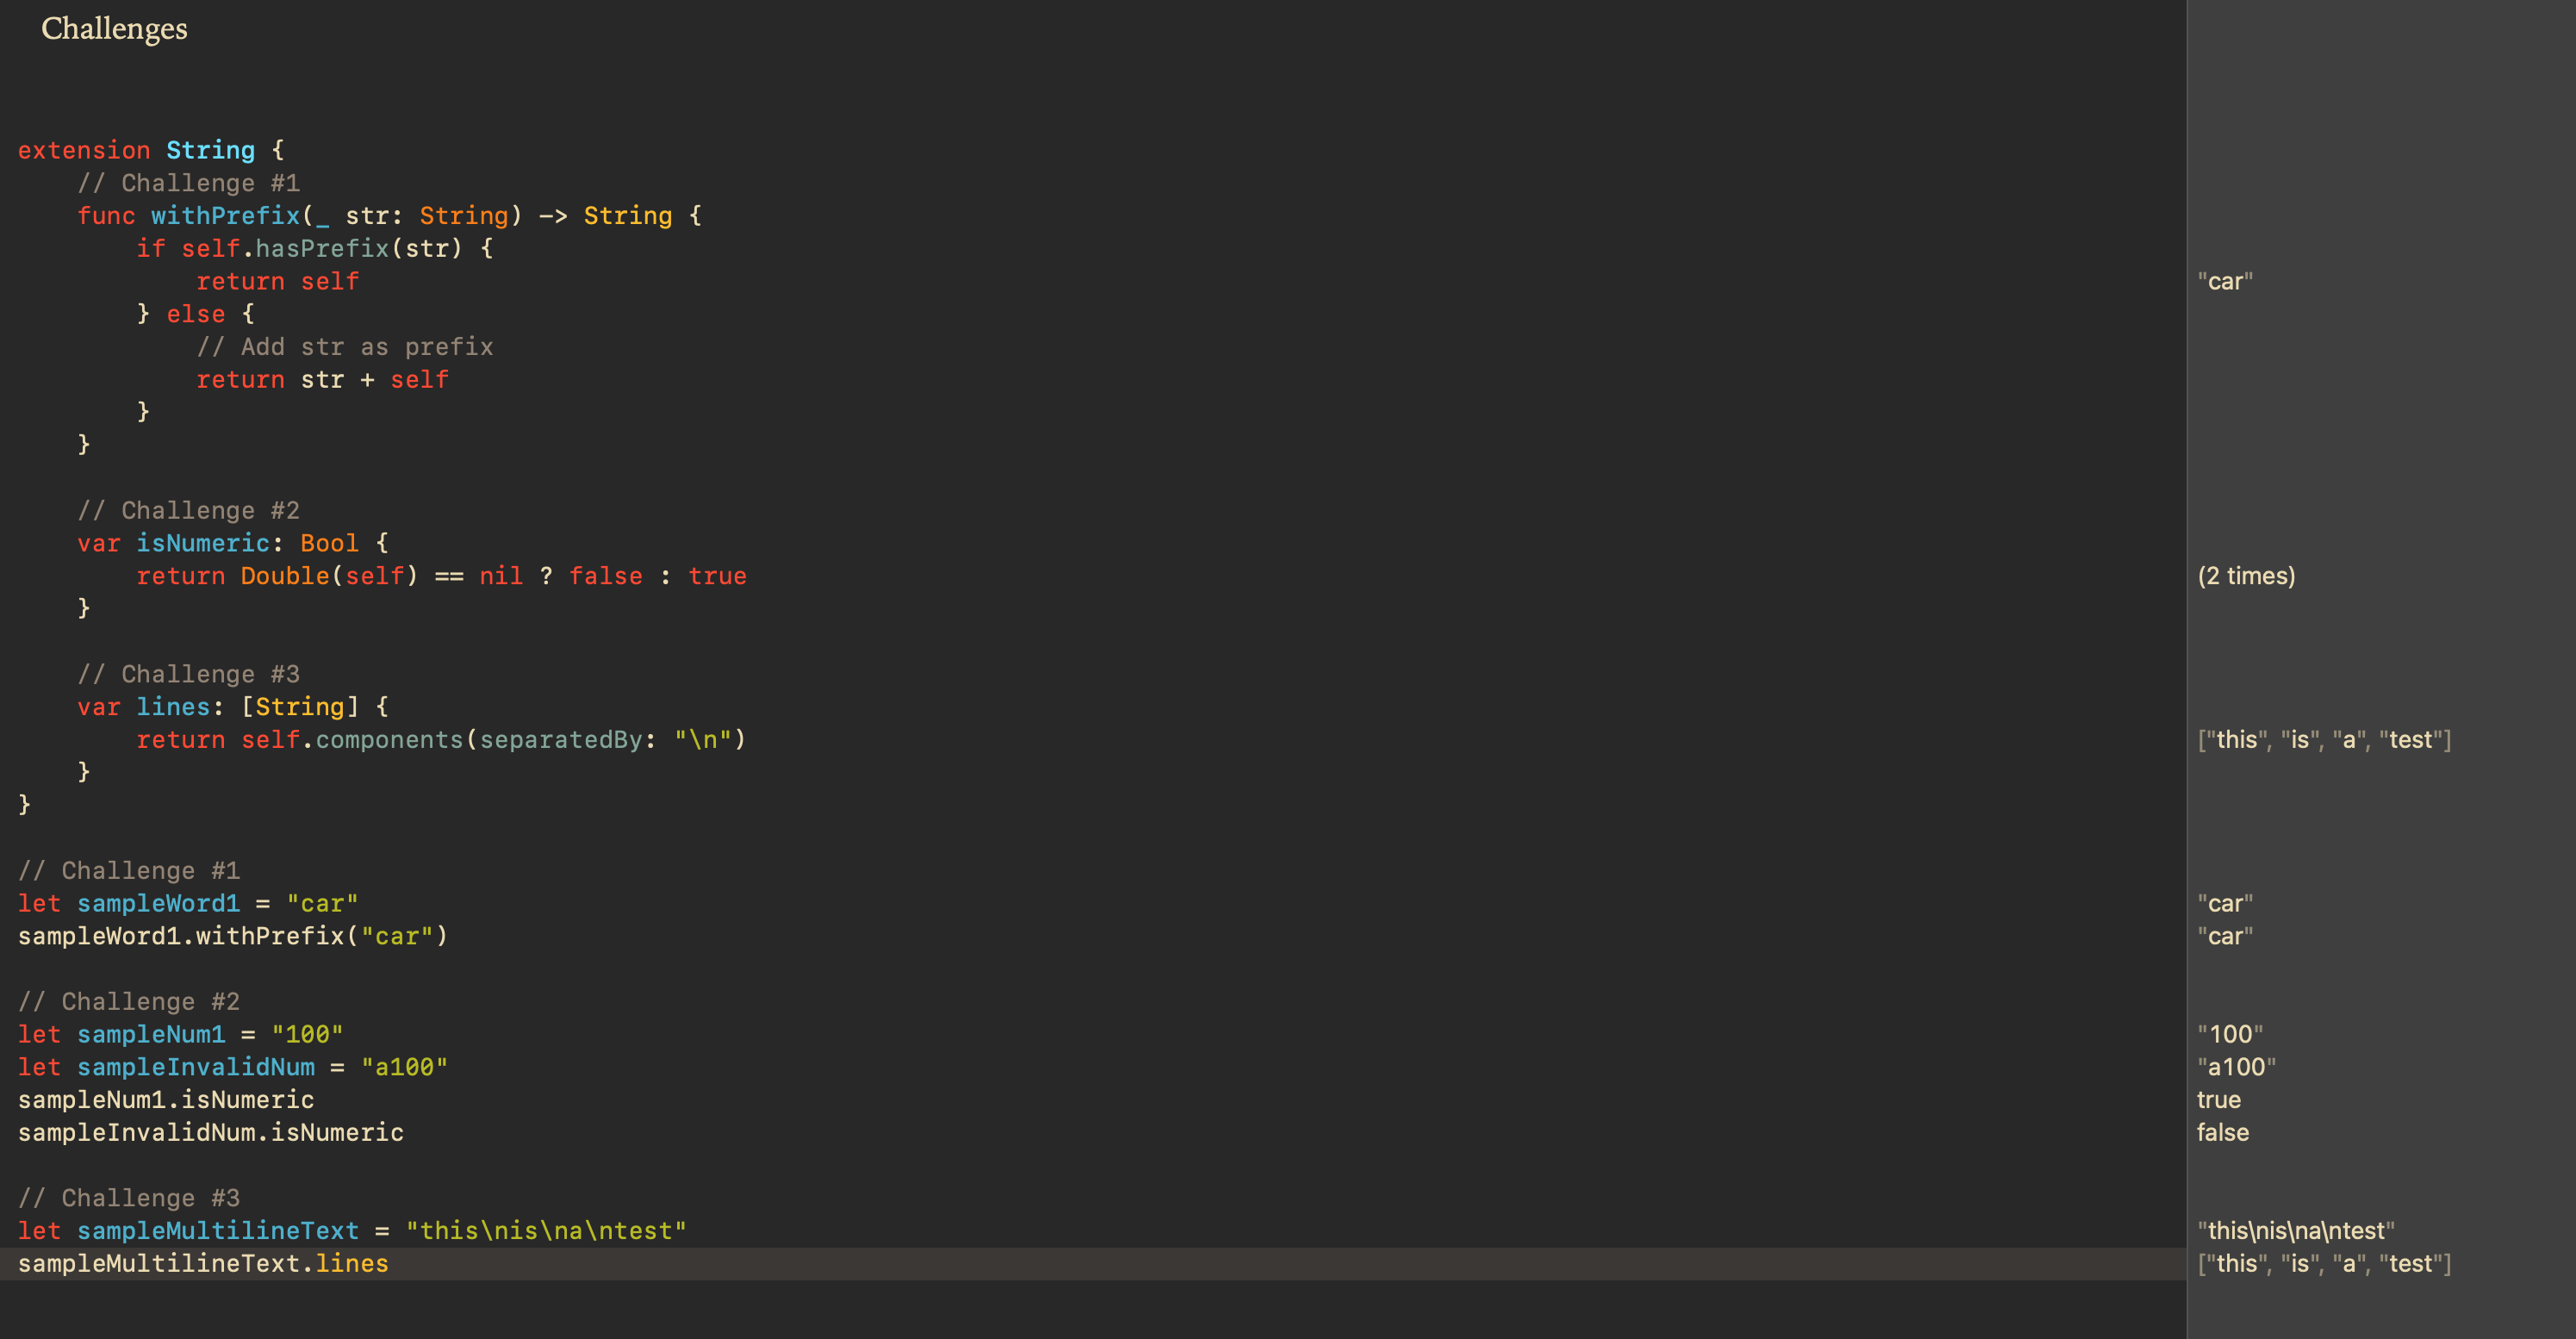 Challenges
extension String {
    // Challenge #1
    func withPrefix(_ str: String) -> String {
        if self.hasPrefix(str) {
            return self
"car"
        } else {
            // Add str as prefix
            return str + self
        }
    }
    // Challenge #2
    var isNumeric: Bool {
        return Double(self) == nil ? false : true
(2 times)
    }
    // Challenge #3
    var lines: [String] {
        return self.components(separatedBy: "\n")
["this", "is", "a", "test"]
    }
}
// Challenge #1
let sampleWord1 = "car"
"car"
sampleWord1.withPrefix("car")
"car"
// Challenge #2
let sampleNum1 = "100"
"100"
let sampleInvalidNum = "a100"
"a100"
sampleNum1.isNumeric
true
sampleInvalidNum.isNumeric
false
// Challenge #3
let sampleMultilineText = "this\nis\na\ntest"
"this\nis\na\ntest"
sampleMultilineText.lines
["this", "is", "a", "test"]